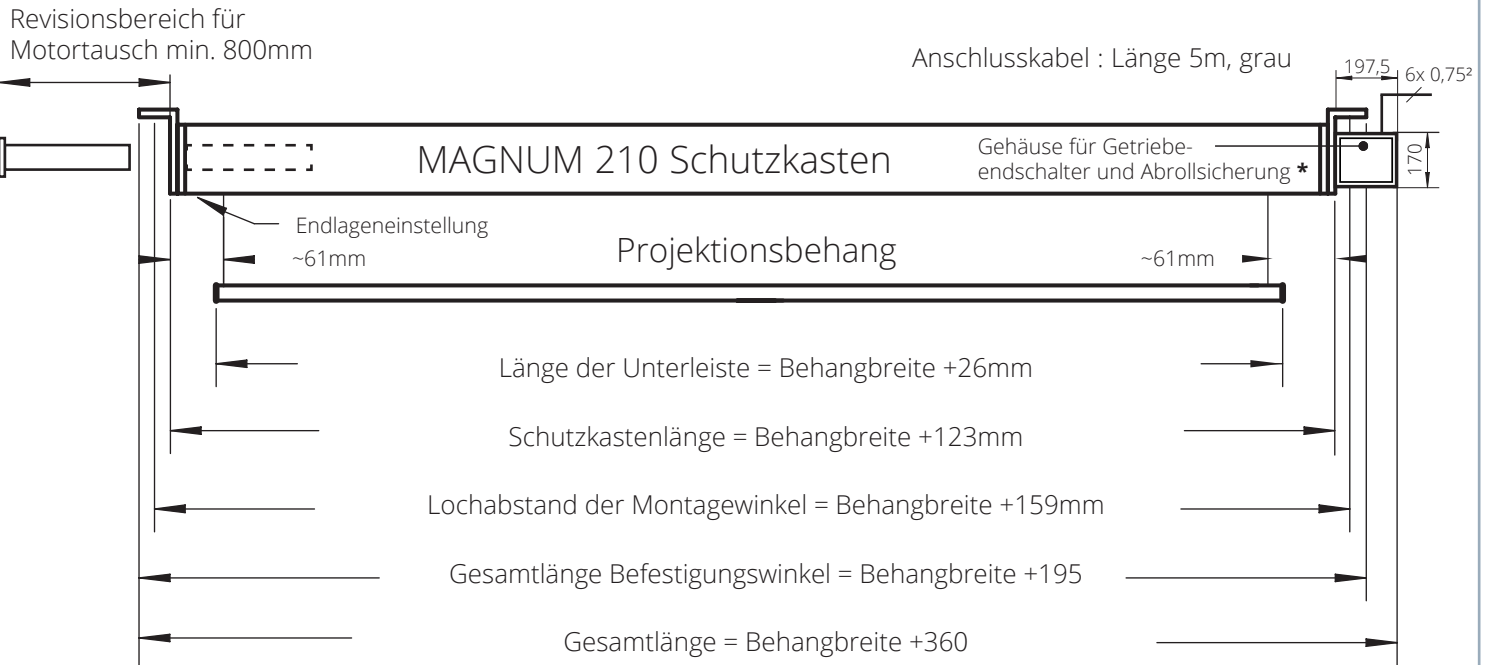 Revisionsbereich für
Motortausch min. 800mm
Anschlusskabel : Länge 5m, grau
197,5
6x 0,75²
MAGNUM 210 Schutzkasten
Gehäuse für Getriebe-
endschalter und Abrollsicherung *
170
Endlageneinstellung
~61mm
Projektionsbehang
~61mm
Länge der Unterleiste = Behangbreite +26mm
Schutzkastenlänge = Behangbreite +123mm
Lochabstand der Montagewinkel = Behangbreite +159mm
Gesamtlänge Befestigungswinkel = Behangbreite +195
Gesamtlänge = Behangbreite +360